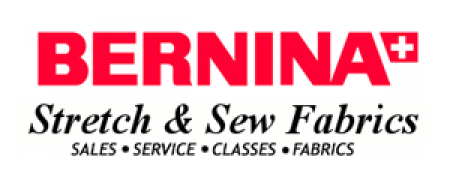 BERNINA
Stretch & Sew Fabrics
SALES • SERVICE • CLASSES • FABRICS